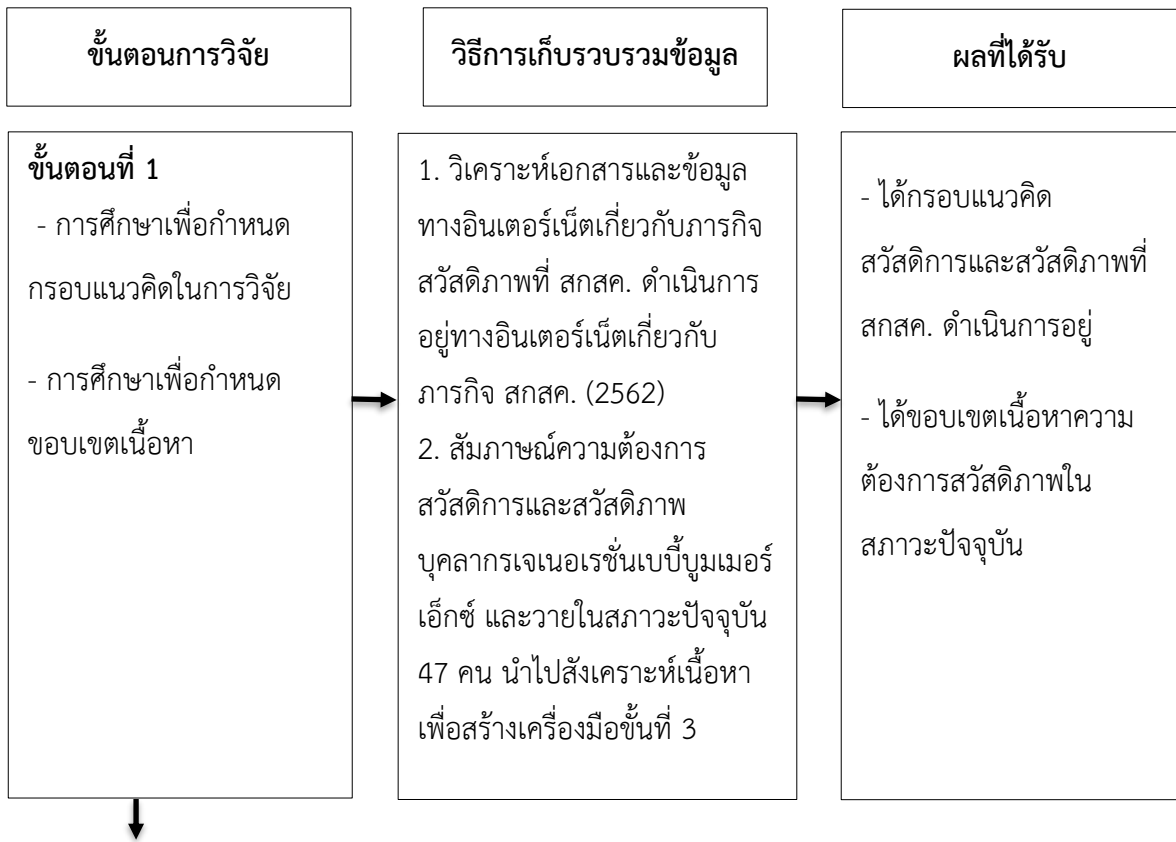 ขั้นตอนการวิจัย
วิธีการเก็บรวบรวมข้อมูล
ผลที่ได้รับ
ขั้นตอนที่ 1
- การศึกษาเพื่อกำหนด
กรอบแนวคิดในการวิจัย
- การศึกษาเพื่อกำหนด
ขอบเขตเนื้อหา
1. วิเคราะห์เอกสารและข้อมูล
ทางอินเตอร์เน็ตเกี่ยวกับภารกิจ
สวัสดิภาพที่ สกสค. ดำเนินการ
อยู่ทางอินเตอร์เน็ตเกี่ยวกับ
ภารกิจ สกสค. (2562)
2. สัมภาษณ์ความต้องการ
สวัสดิการและสวัสดิภาพ
บุคลากรเจเนอเรชั่นเบบี้บูมเมอร์
เอ็กซ์ และวายในสภาวะปัจจุบัน
47 คน นำไปสังเคราะห์เนื้อหา
เพื่อสร้างเครื่องมือขั้นที่ 3
- ได้กรอบแนวคิด
สวัสดิการและสวัสดิภาพที่
สกสค. ดำเนินการอยู่
- ได้ขอบเขตเนื้อหาความ
ต้องการสวัสดิภาพใน
สภาวะปัจจุบัน